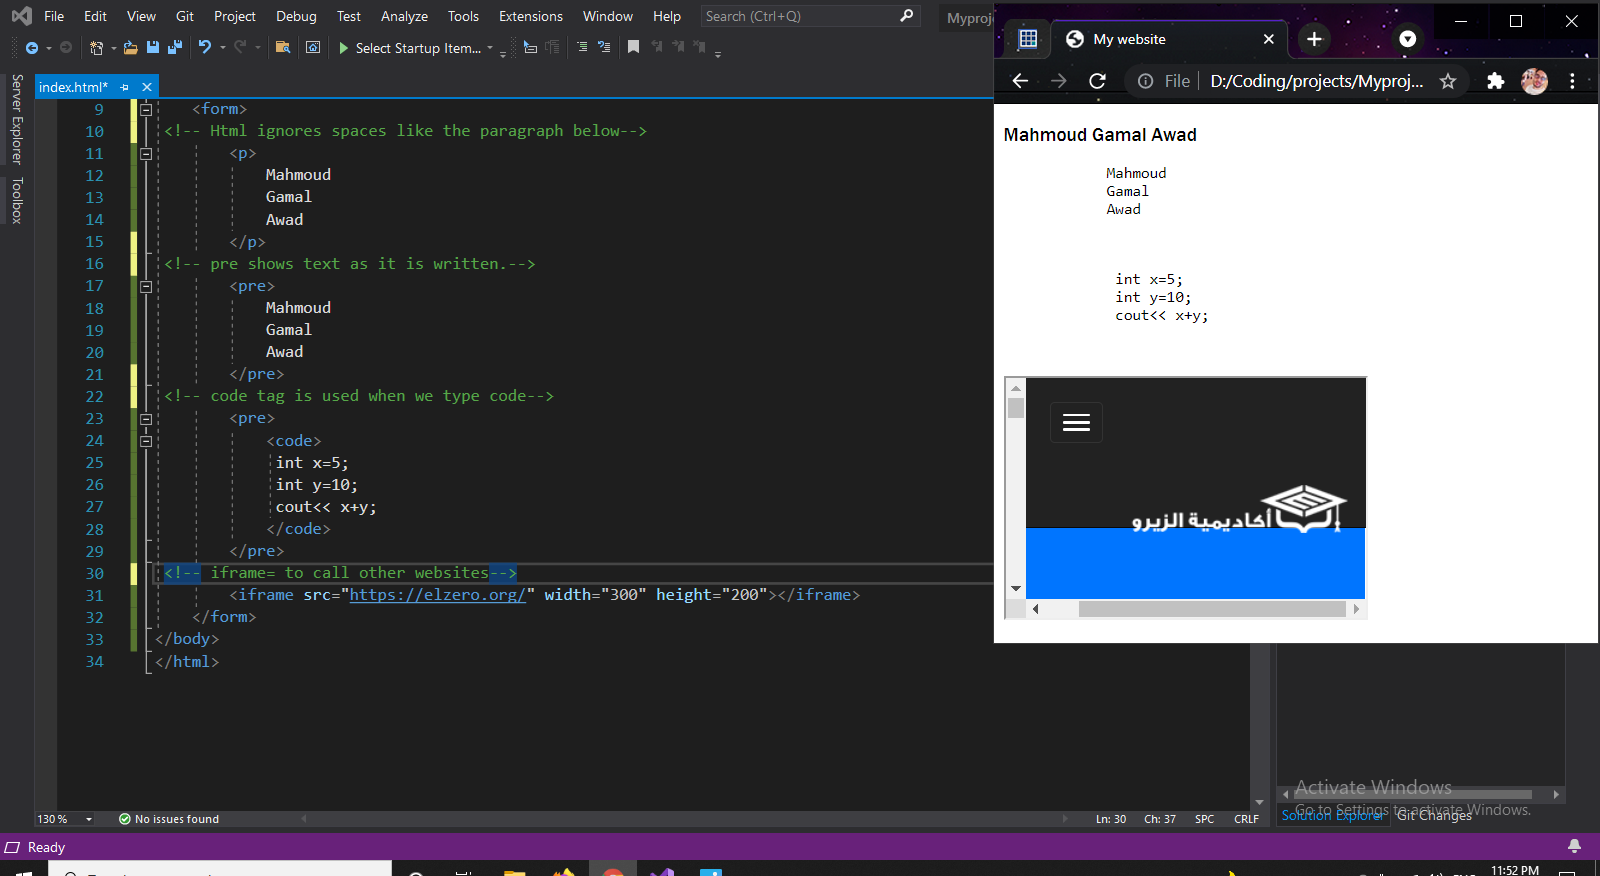 File Edit View Git Project Debug Test Analyze Tools Extensions Window Help Search (Ctrl+Q) Myproj
Select Startup Item...
Server Explorer
Toolbox
index.html*
9 <form>
10 <!-- Html ignores spaces like the paragraph below-->
11 <p>
12 Mahmoud
13 Gamal
14 Awad
15 </p>
16 <!-- pre shows text as it is written.-->
17 <pre>
18 Mahmoud
19 Gamal
20 Awad
21 </pre>
22 <!-- code tag is used when we type code-->
23 <pre>
24 <code>
25 int x=5;
26 int y=10;
27 cout<< x+y;
28 </code>
29 </pre>
30 <!-- iframe= to call other websites-->
31 <iframe src="https://elzero.org/" width="300" height="200"></iframe>
32 </form>
33 </body>
34 </html>
130 % No issues found Ln: 30 Ch: 37 SPC CRLF
Ready
My website
File D:/Coding/projects/Myproj...
Mahmoud Gamal Awad
Mahmoud
Gamal
Awad
int x=5;
int y=10;
cout<< x+y;
أكاديمية الزيرو
Activate Windows
Go to Settings to activate Windows.
Solution Explorer Git Changes
11:52 PM